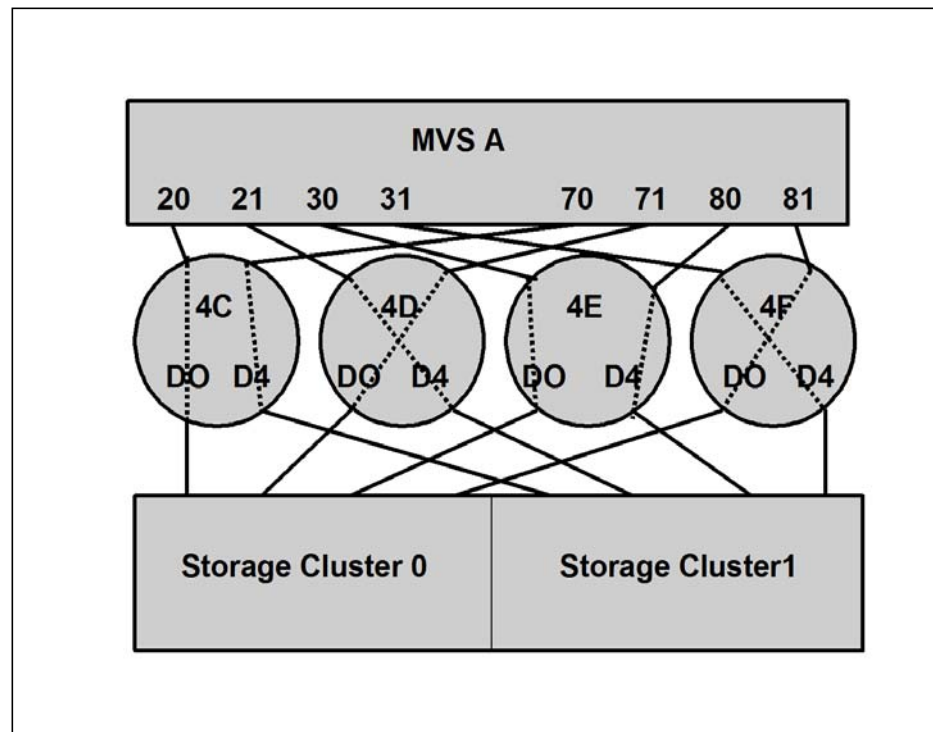 MVS A
20 21 30 31 70 71 80 81
4C 4D 4E 4F
DO D4 DO D4 DO D4 DO D4
Storage Cluster 0 Storage Cluster1